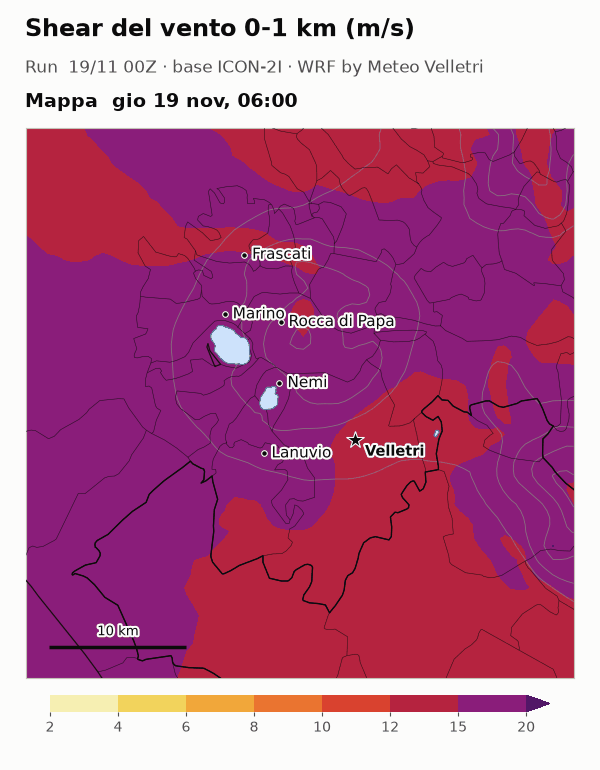 Shear del vento 0-1 km (m/s)
Run  19/11 00Z · base ICON-2I · WRF by Meteo Velletri
Mappa  gio 19 nov, 06:00
Frascati
Marino
Rocca di Papa
Nemi
Velletri
Lanuvio
10 km
2 4 6 8 10 12 15 20